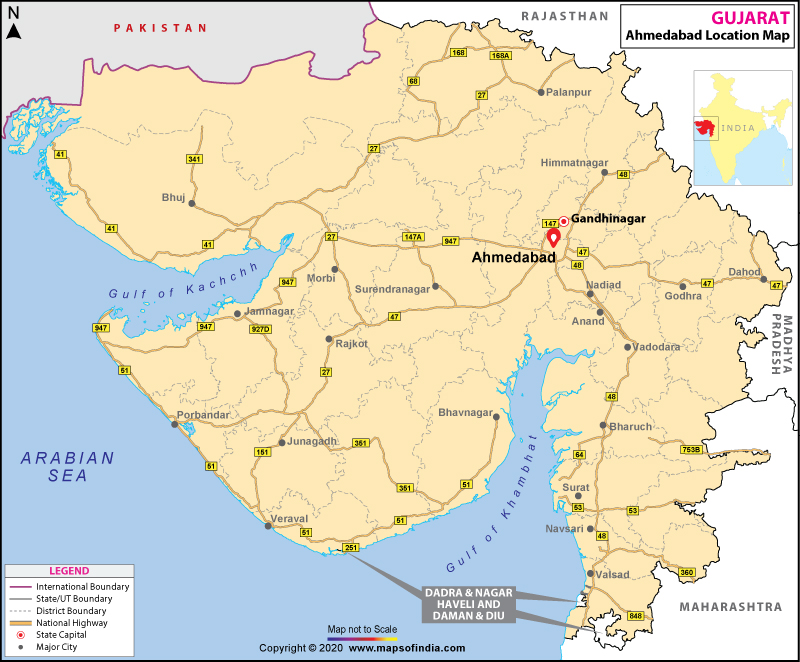 N
PAKISTAN
RAJASTHAN
GUJARAT
Ahmedabad Location Map
INDIA
168
168A
68
27
Palanpur
27
41
341
Himmatnagar
48
Bhuj
147
Gandhinagar
41
41
27
147A
947
Ahmedabad
47
48
Gulf of Kachchh
947
Morbi
Surendranagar
Nadiad
47
Dahod
47
Godhra
Jamnagar
947
947
927D
47
Anand
Rajkot
Vadodara
MADHYA
PRADESH
51
27
48
Porbandar
Bhavnagar
Bharuch
ARABIAN
SEA
151
Junagadh
351
753B
64
51
351
51
Surat
53
53
Gulf of Khambhat
Veraval
51
51
Navsari
48
251
Valsad
360
LEGEND
International Boundary
State/UT Boundary
District Boundary
National Highway
State Capital
Major City
DADRA & NAGAR
HAVELI AND
DAMAN & DIU
MAHARASHTRA
848
Map not to Scale
Copyright © 2020 www.mapsofindia.com